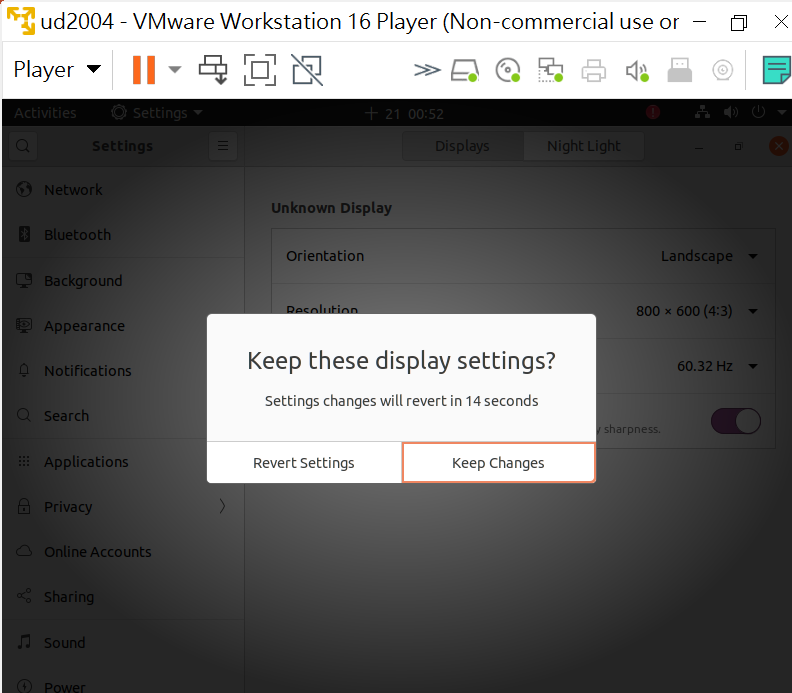 ud2004 - VMware Workstation 16 Player (Non-commercial use or
Player
Activities Settings 21 00:52
Settings Displays Night Light
Network
Bluetooth
Background
Appearance
Notifications
Search
Applications
Privacy
Online Accounts
Sharing
Sound
Power
Unknown Display
Orientation Landscape
Resolution 800 × 600 (4:3)
60.32 Hz
sharpness.
Keep these display settings?
Settings changes will revert in 14 seconds
Revert Settings Keep Changes